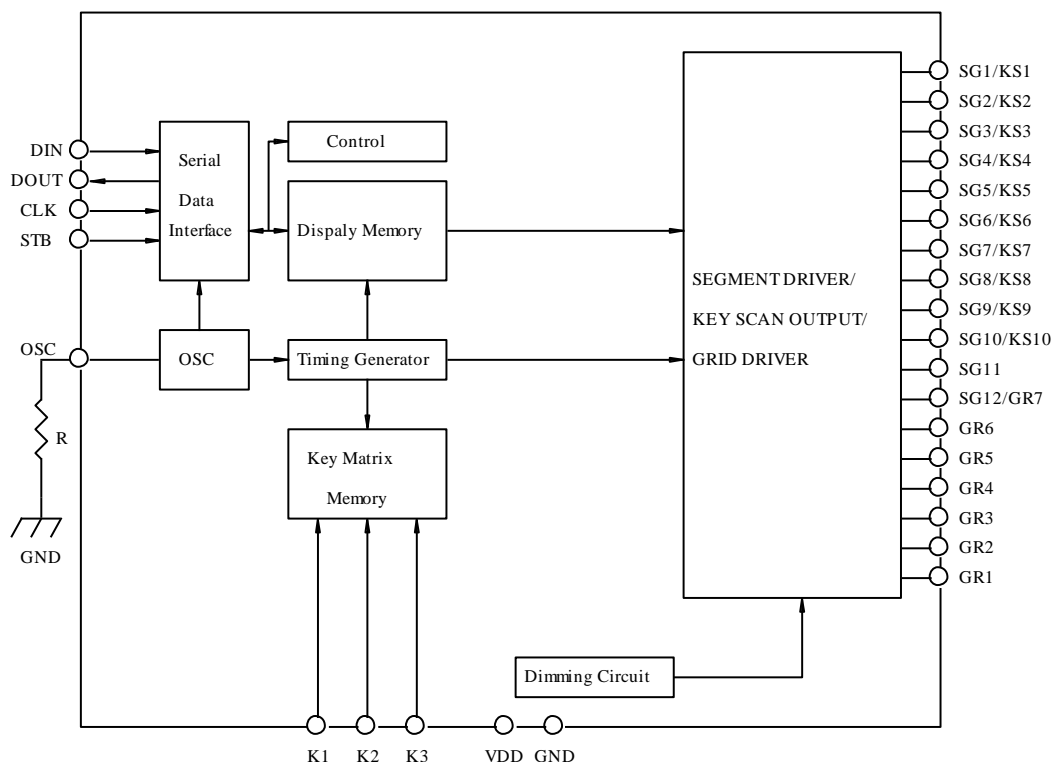 DIN
DOUT
CLK
STB
OSC
R
GND
Serial
Data
Interface
Control
Dispaly Memory
OSC
Timing Generator
Key Matrix
Memory
SEGMENT DRIVER/
KEY SCAN OUTPUT/
GRID DRIVER
Dimming Circuit
SG1/KS1
SG2/KS2
SG3/KS3
SG4/KS4
SG5/KS5
SG6/KS6
SG7/KS7
SG8/KS8
SG9/KS9
SG10/KS10
SG11
SG12/GR7
GR6
GR5
GR4
GR3
GR2
GR1
K1 K2 K3 VDD GND